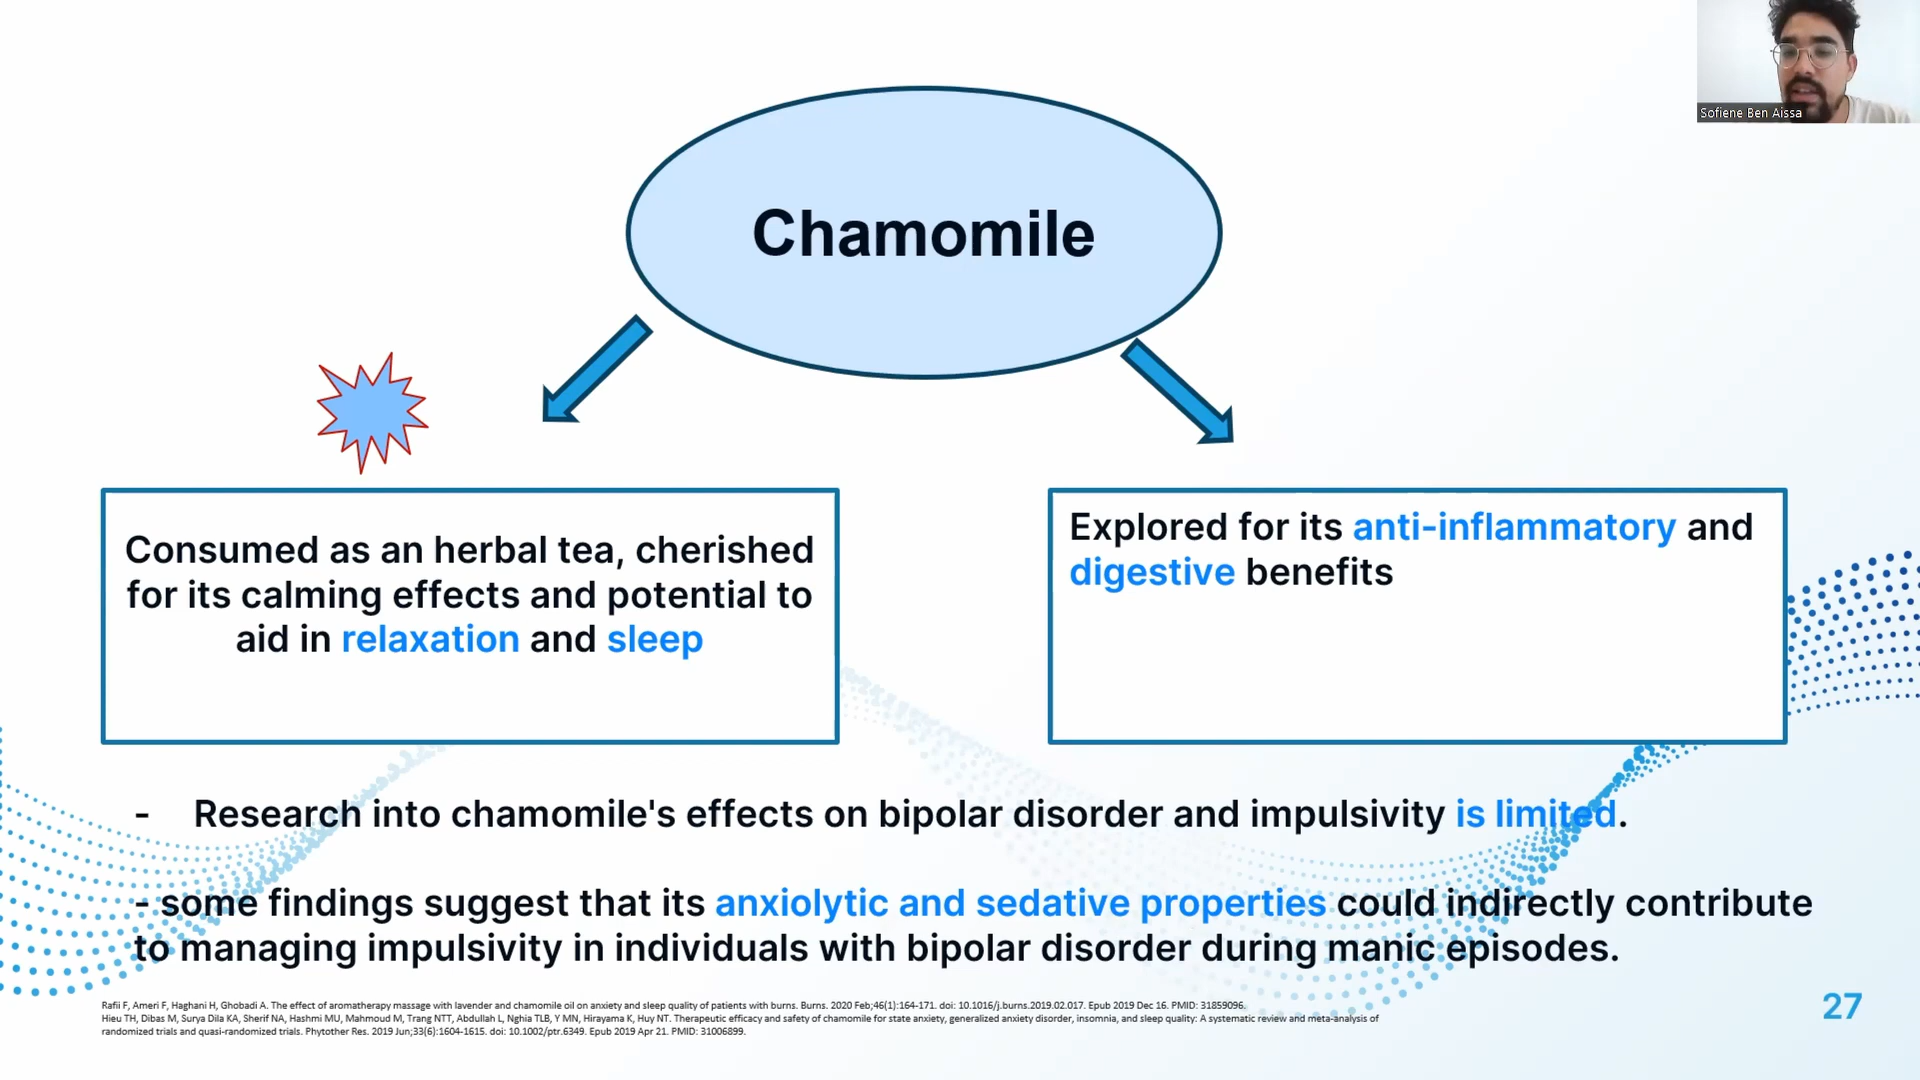 Sofiene Ben Aissa
Chamomile
Consumed as an herbal tea, cherished
for its calming effects and potential to
aid in relaxation and sleep
Explored for its anti-inflammatory and
digestive benefits
- Research into chamomile's effects on bipolar disorder and impulsivity is limited.
- some findings suggest that its anxiolytic and sedative properties could indirectly contribute
to managing impulsivity in individuals with bipolar disorder during manic episodes.
Rafii F, Ameri F, Haghani H, Ghobadi A. The effect of aromatherapy massage with lavender and chamomile oil on anxiety and sleep quality of patients with burns. Burns. 2020 Feb;46(1):164-171. doi: 10.1016/j.burns.2019.02.017. Epub 2019 Dec 16. PMID: 31859096.
Hieu TH, Dibas M, Surya Dila KA, Sherif NA, Hashmi MU, Mahmoud M, Trang NTT, Abdullah L, Nghia TLB, Y MN, Hirayama K, Huy NT. Therapeutic efficacy and safety of chamomile for state anxiety, generalized anxiety disorder, insomnia, and sleep quality: A systematic review and meta-analysis of
randomized trials and quasi-randomized trials. Phytother Res. 2019 Jun;33(6):1604-1615. doi: 10.1002/ptr.6349. Epub 2019 Apr 21. PMID: 31006899.
27